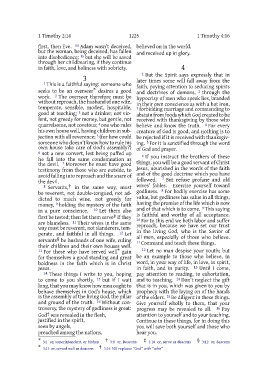 1 Timothy 2:14 1228 1 Timothy 5:16
first, then Eve. 14 Adam wasn't deceived,
but the woman, being deceived, has fallen
into disobedience; 15 but she will be saved
through her childbearing, if they continue
in faith, love, and holiness with sobriety.
3
1 This is a faithful saying: someone who
seeks to be an overseer desires a good
work. 2 The overseer therefore must be
without reproach, the husband of one wife,
temperate, sensible, modest, hospitable,
good at teaching; 3 not a drinker, not violent,
not greedy for money, but gentle, not
quarrelsome, not covetous; 4 one who rules
his own house well, having children in subjection
with all reverence; 5 (for how could
someone who doesn't know how to rule his
own house take care of God's assembly?)
6 not a new convert, lest being puffed up
he fall into the same condemnation as
the devil. 7 Moreover he must have good
testimony from those who are outside, to
avoid falling into reproach and the snare of
the devil.
8 Servants, in the same way, must
be reverent, not double-tongued, not addicted
to much wine, not greedy for
money, 9 holding the mystery of the faith
in a pure conscience. 10 Let them also
first be tested; then let them serve if they
are blameless. 11 Their wives in the same
way must be reverent, not slanderers, temperate,
and faithful in all things. 12 Let
servants be husbands of one wife, ruling
their children and their own houses well.
13 For those who have served well gain
for themselves a good standing and great
boldness in the faith which is in Christ
Jesus.
14 These things I write to you, hoping
to come to you shortly, 15 but if I wait
long, that you may know how men ought to
behave themselves in God's house, which
is the assembly of the living God, the pillar
and ground of the truth. 16 Without controversy,
the mystery of godliness is great:
God was revealed in the flesh,
justified in the spirit,
seen by angels,
preached among the nations,
believed on in the world,
and received up in glory.
4
1 But the Spirit says expressly that in
later times some will fall away from the
faith, paying attention to seducing spirits
and doctrines of demons, 2 through the
hypocrisy of men who speak lies, branded
in their own conscience as with a hot iron,
3 forbidding marriage and commanding to
abstain from foods which God created to be
received with thanksgiving by those who
believe and know the truth. 4 For every
creature of God is good, and nothing is to
be rejected if it is received with thanksgiving.
5 For it is sanctified through the word
of God and prayer.
6 If you instruct the brothers of these
things, you will be a good servant of Christ
Jesus, nourished in the words of the faith
and of the good doctrine which you have
followed. 7 But refuse profane and old
wives' fables. Exercise yourself toward
godliness. 8 For bodily exercise has some
value, but godliness has value in all things,
having the promise of the life which is now
and of that which is to come. 9 This saying
is faithful and worthy of all acceptance.
10 For to this end we both labor and suffer
reproach, because we have set our trust
in the living God, who is the Savior of
all men, especially of those who believe.
11 Command and teach these things.
12 Let no man despise your youth; but
be an example to those who believe, in
word, in your way of life, in love, in spirit,
in faith, and in purity. 13 Until I come,
pay attention to reading, to exhortation,
and to teaching. 14 Don't neglect the gift
that is in you, which was given to you by
prophecy with the laying on of the hands
of the elders. 15 Be diligent in these things.
Give yourself wholly to them, that your
progress may be revealed to all. 16 Pay
attention to yourself and to your teaching.
Continue in these things, for in doing this
you will save both yourself and those who
hear you.